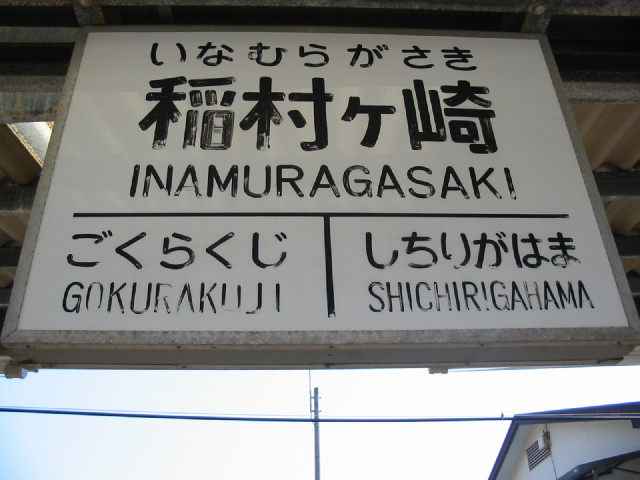 いなむらがさき
稲村ヶ崎
INAMURAGASAKI
ごくらくじ しちりがはま
GOKURAKUJI SHICHIRIGAHAMA